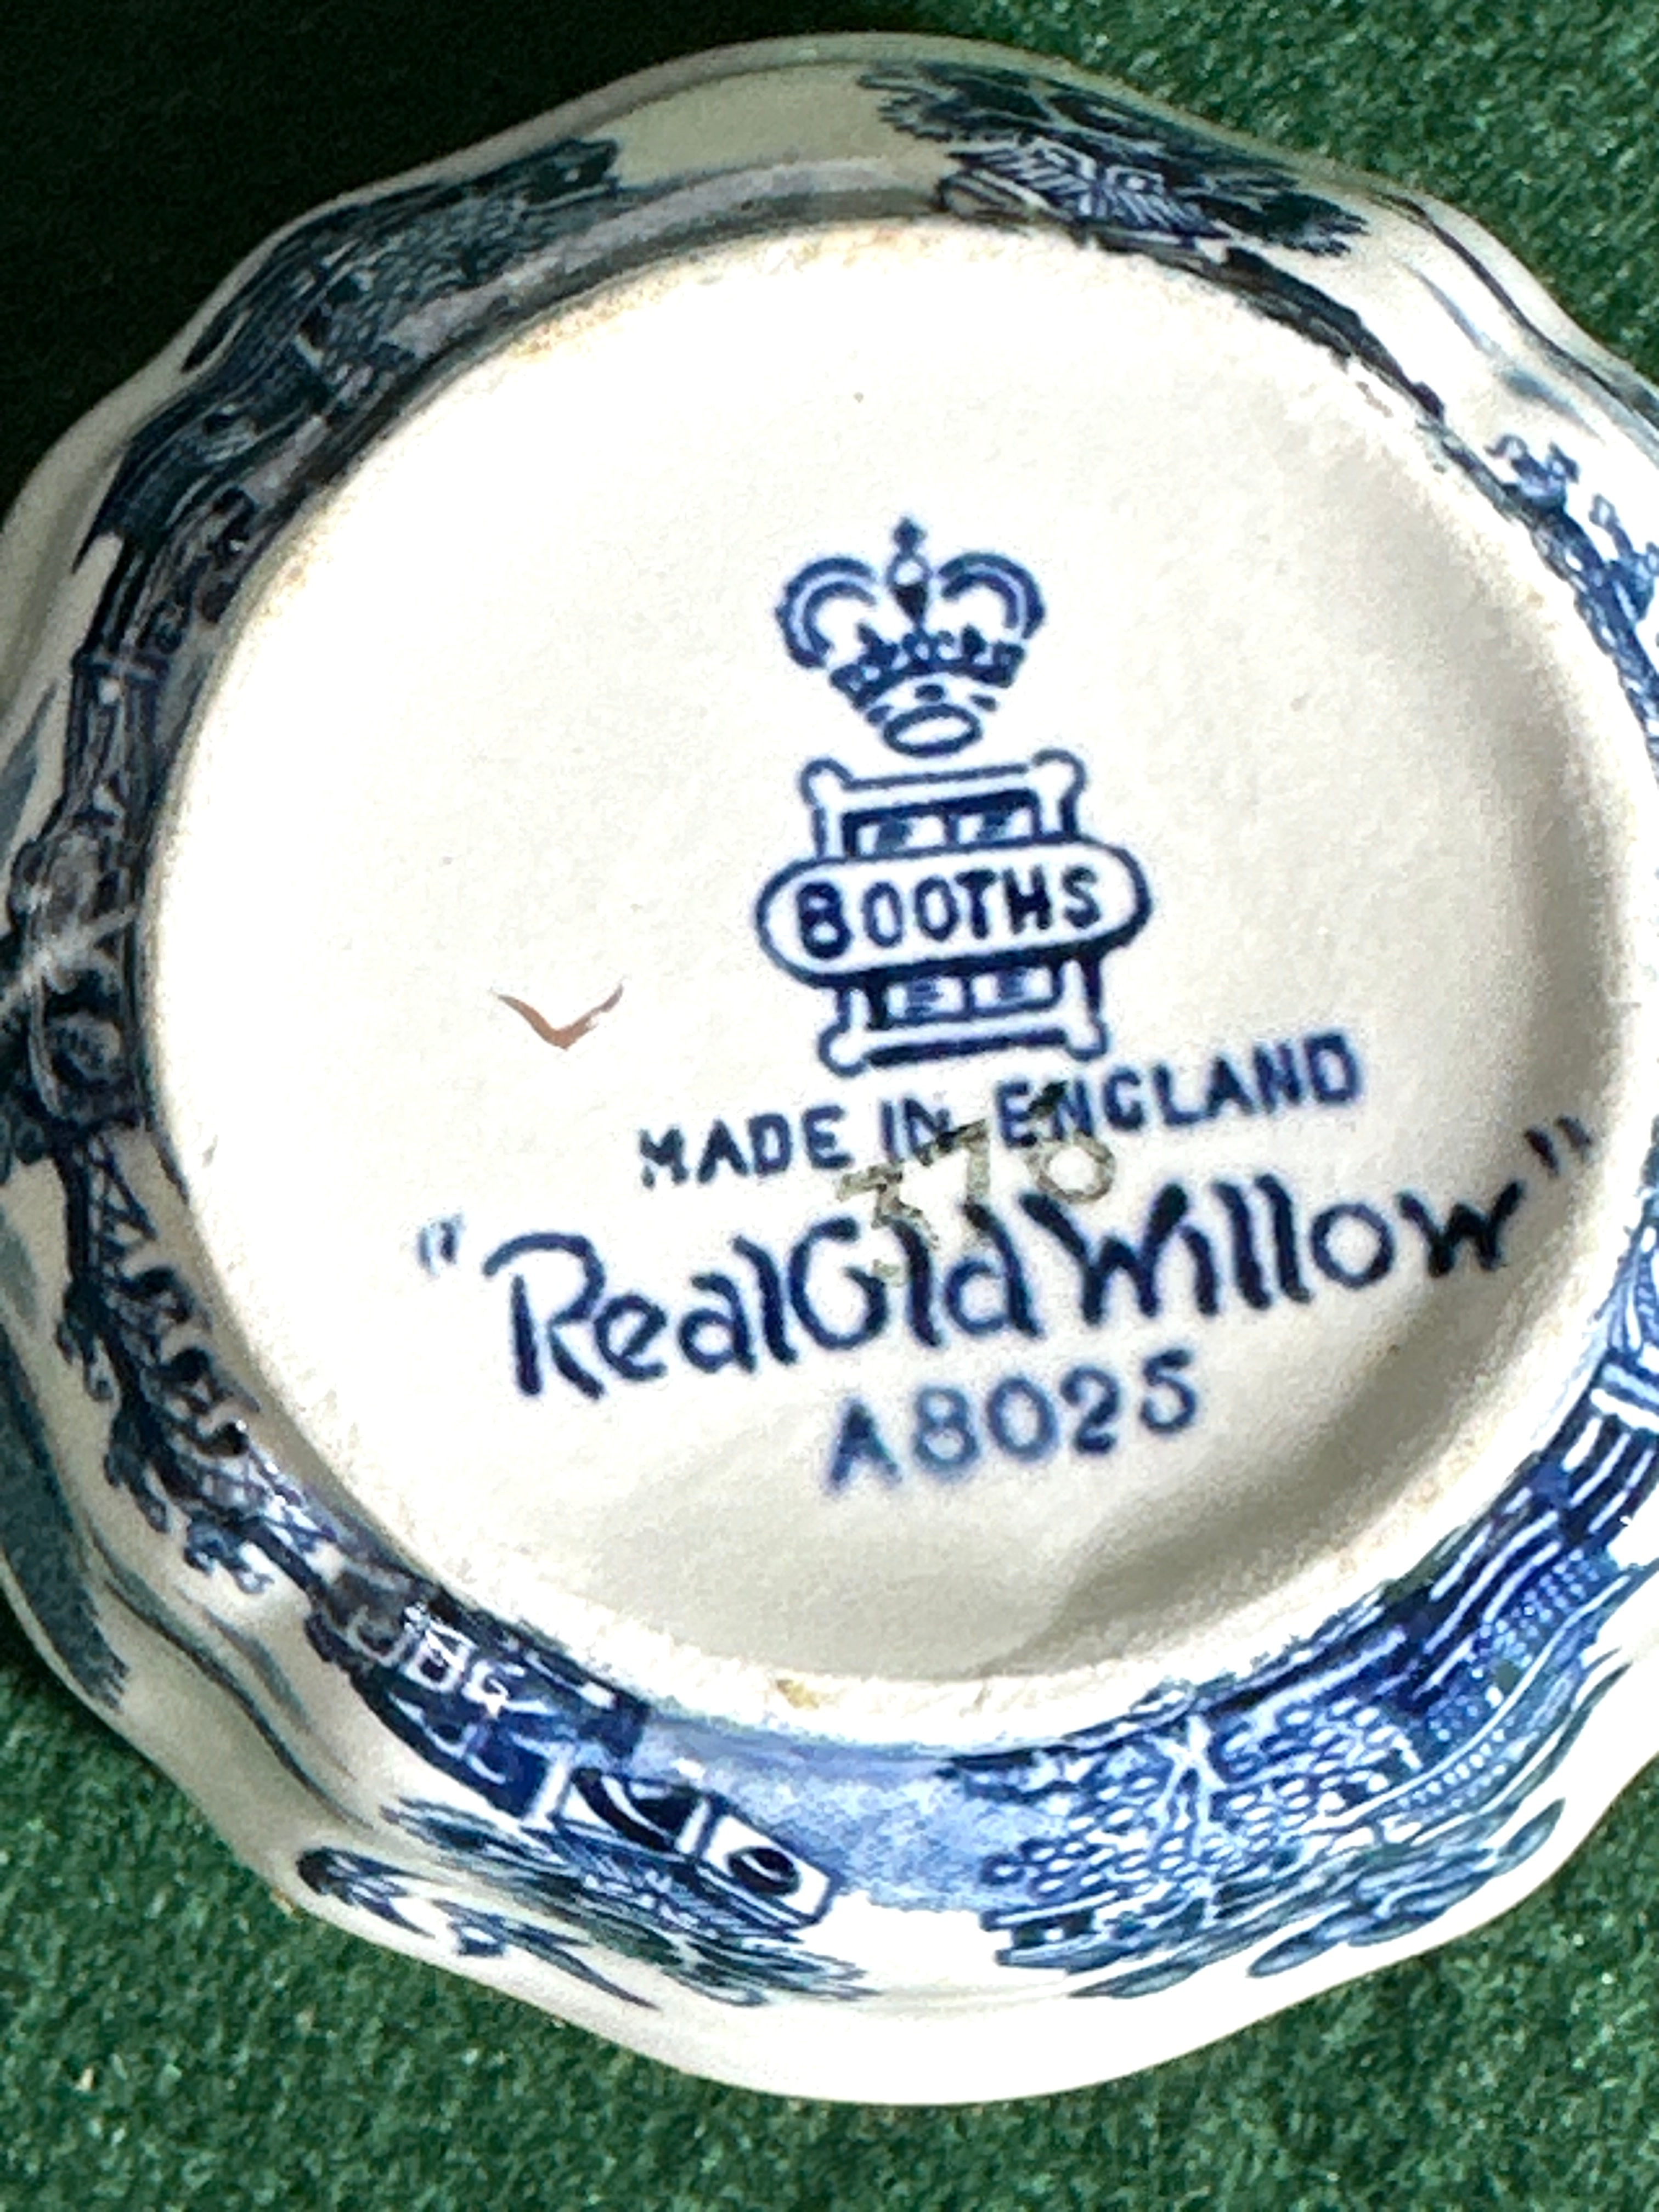 BOOTHS
MADE IN ENGLAND
"Real Old Willow"
A8025